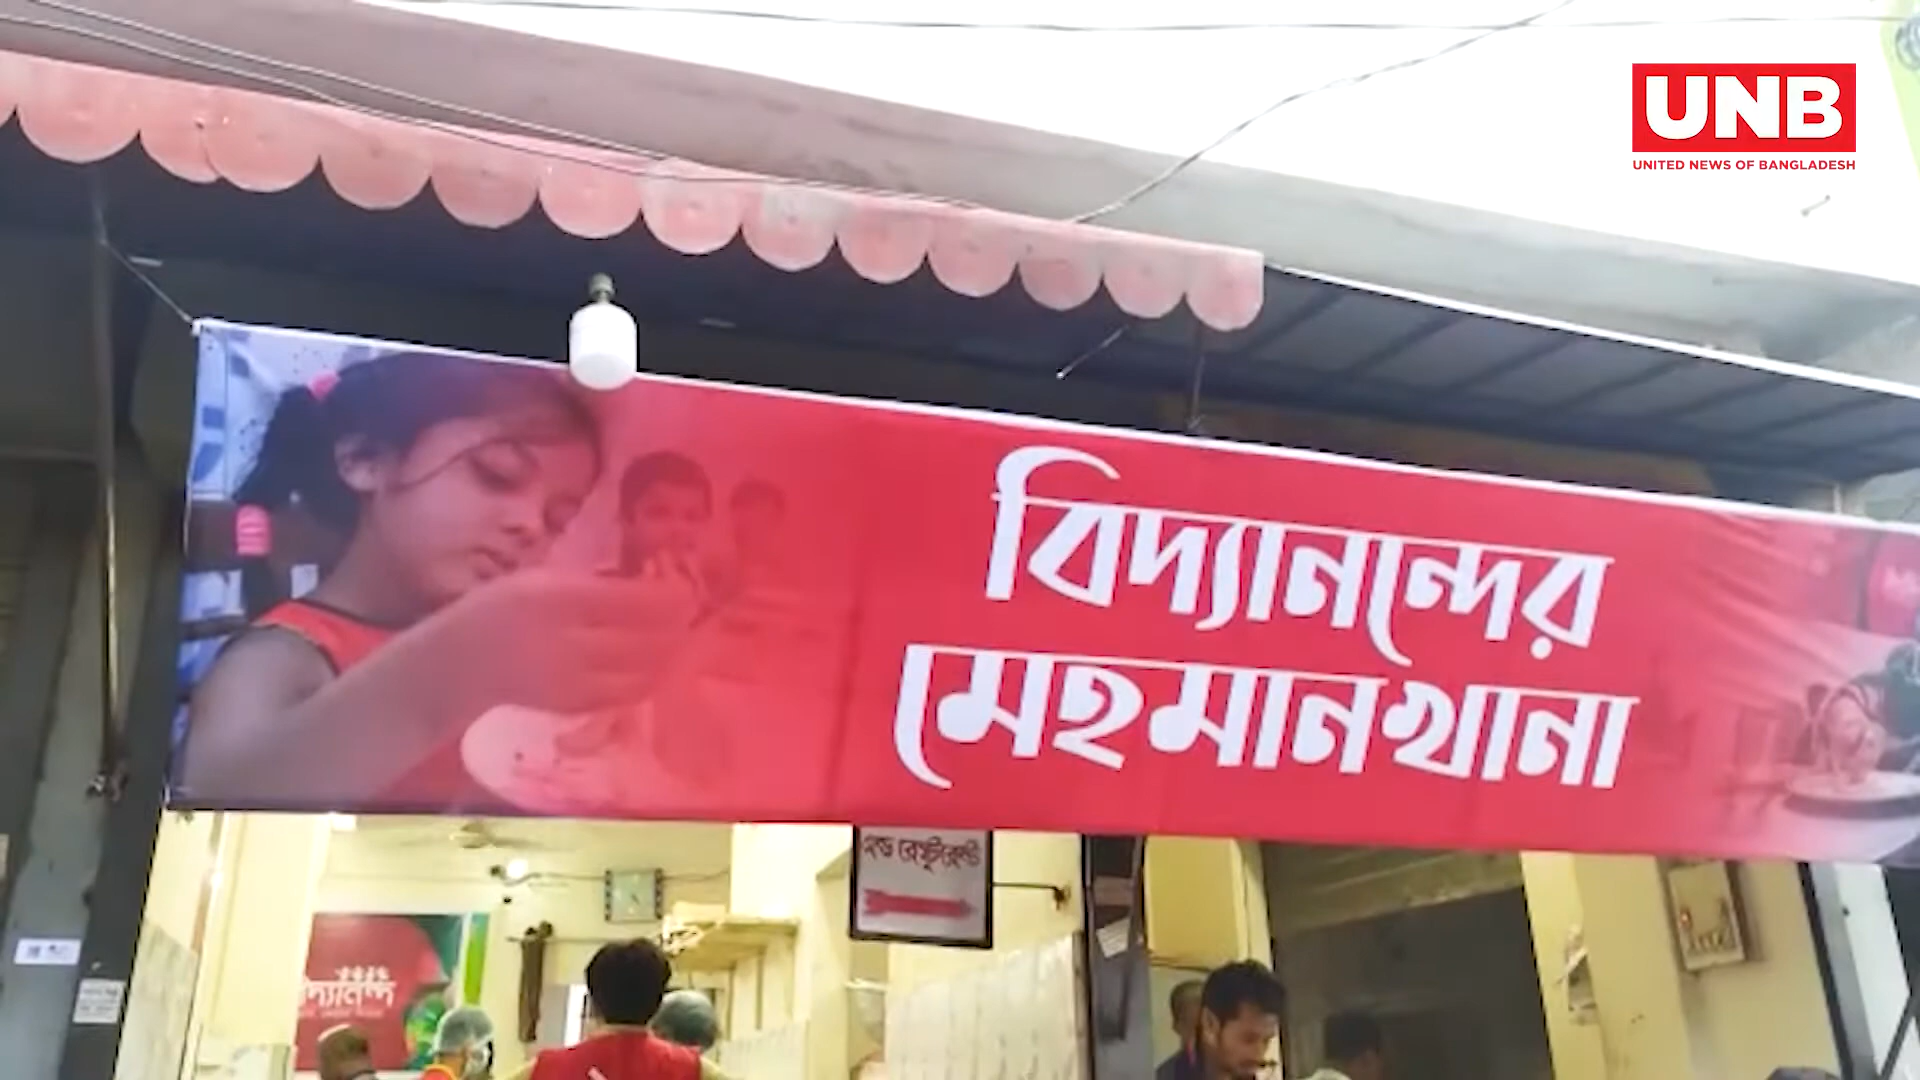 UNB
UNITED NEWS OF BANGLADESH
বিদ্যানন্দের
মেহমানখানা
রেস্টুরেন্ট